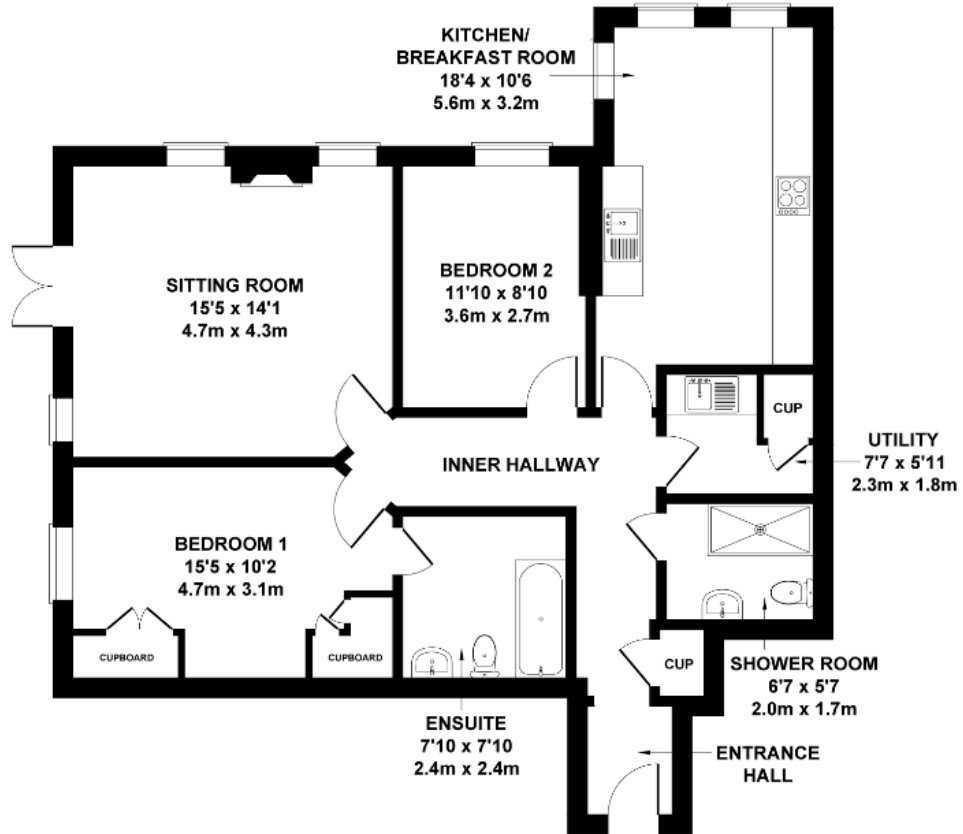 KITCHEN/
BREAKFAST ROOM
18'4 x 10'6
5.6m x 3.2m
SITTING ROOM
15'5 x 14'1
4.7m x 4.3m
BEDROOM 2
11'10 x 8'10
3.6m x 2.7m
CUP
UTILITY
7'7 x 5'11
2.3m x 1.8m
INNER HALLWAY
BEDROOM 1
15'5 x 10'2
4.7m x 3.1m
CUPBOARD
CUPBOARD
CUP
SHOWER ROOM
6'7 x 5'7
2.0m x 1.7m
ENSUITE
7'10 x 7'10
2.4m x 2.4m
ENTRANCE
HALL